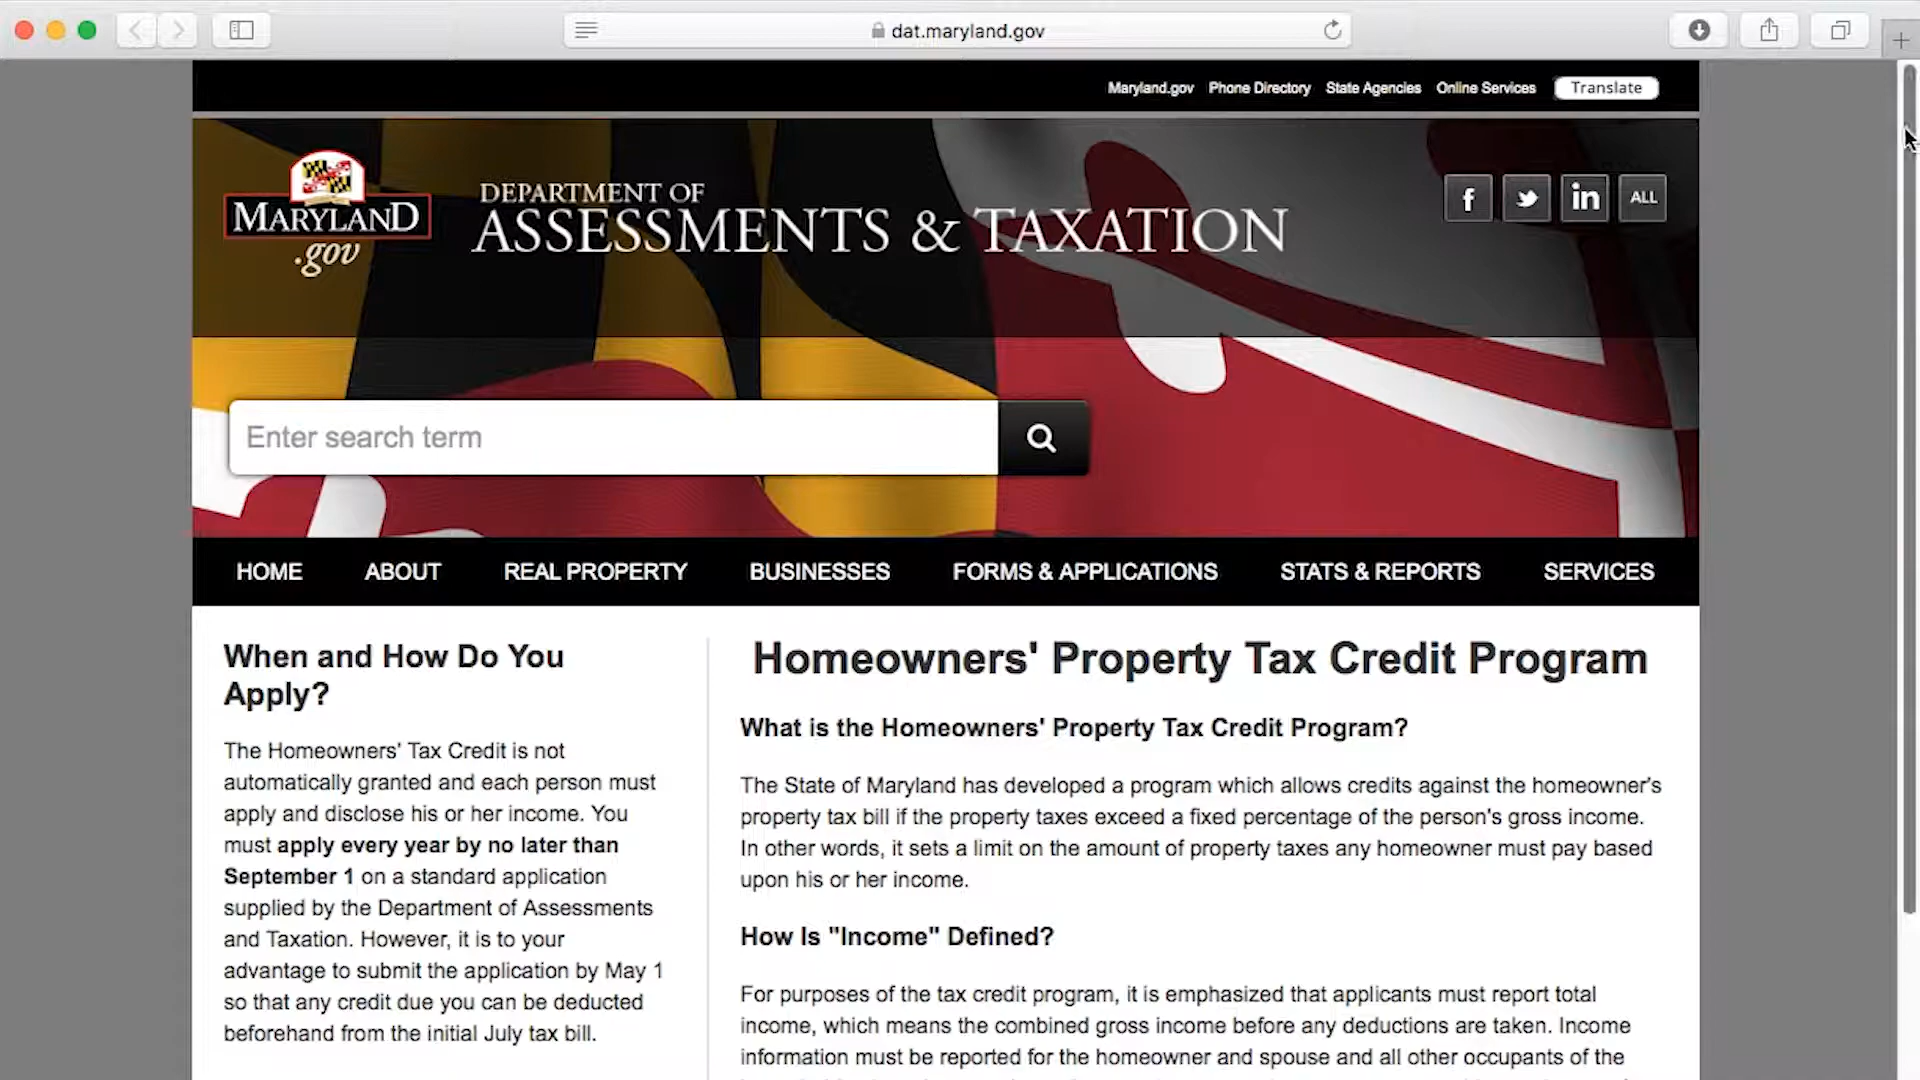 dat.maryland.gov
Maryland.gov Phone Directory State Agencies Online Services Translate
MARYLAND
.gov
DEPARTMENT OF
ASSESSMENTS & TAXATION
f in ALL
Enter search term
HOME ABOUT REAL PROPERTY BUSINESSES FORMS & APPLICATIONS STATS & REPORTS SERVICES
When and How Do You
Apply?
The Homeowners' Tax Credit is not
automatically granted and each person must
apply and disclose his or her income. You
must apply every year by no later than
September 1 on a standard application
supplied by the Department of Assessments
and Taxation. However, it is to your
advantage to submit the application by May 1
so that any credit due you can be deducted
beforehand from the initial July tax bill.
Homeowners' Property Tax Credit Program
What is the Homeowners' Property Tax Credit Program?
The State of Maryland has developed a program which allows credits against the homeowner's
property tax bill if the property taxes exceed a fixed percentage of the person's gross income.
In other words, it sets a limit on the amount of property taxes any homeowner must pay based
upon his or her income.
How Is "Income" Defined?
For purposes of the tax credit program, it is emphasized that applicants must report total
income, which means the combined gross income before any deductions are taken. Income
information must be reported for the homeowner and spouse and all other occupants of the